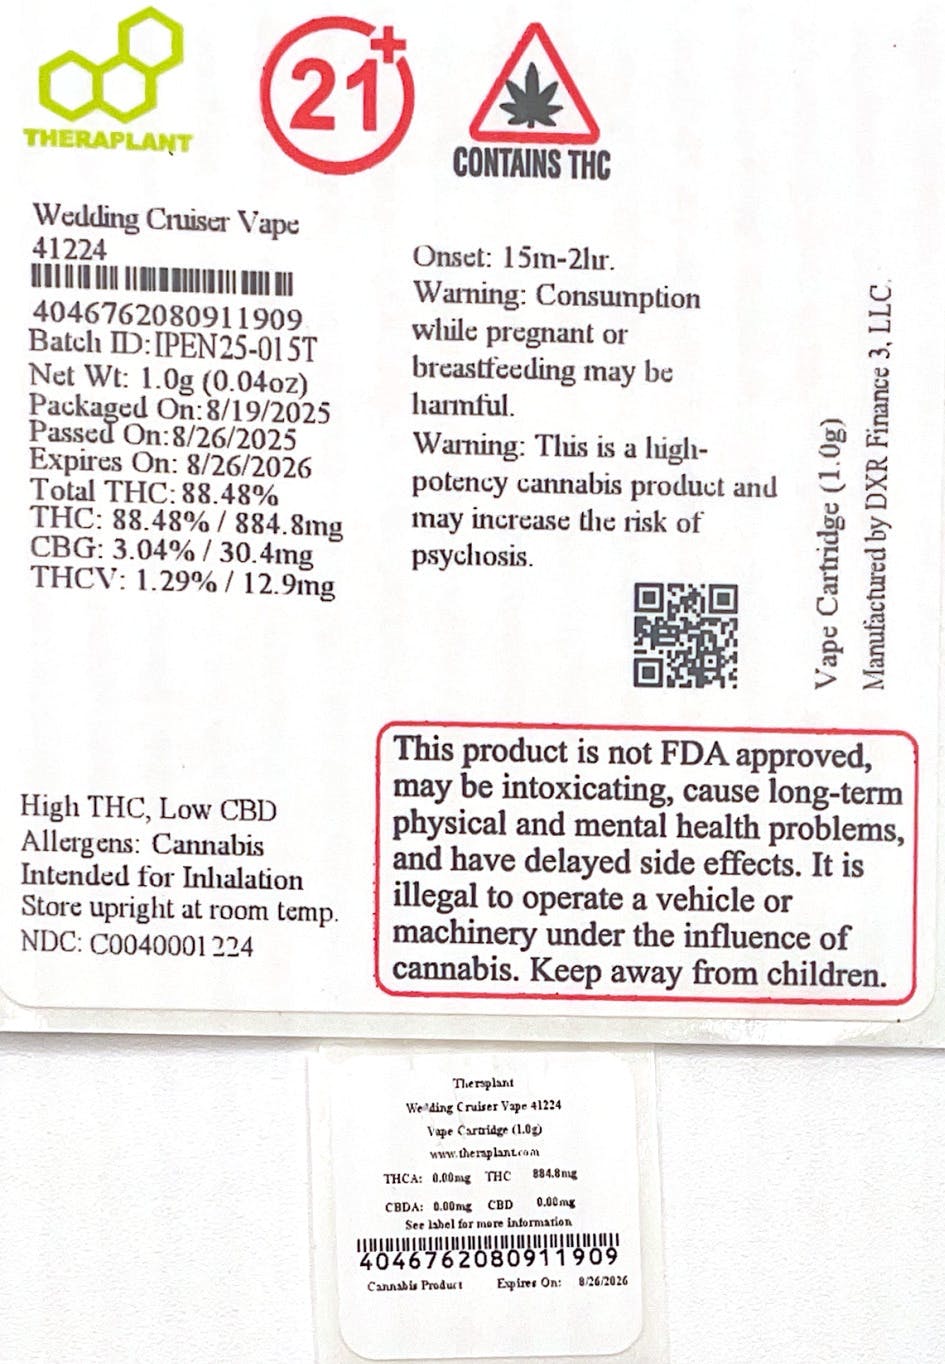 THERAPLANT
21+
CONTAINS THC
Wedding Cruiser Vape
41224
4046762080911909
Batch ID:IPEN25-015T
Net Wt: 1.0g (0.04oz)
Packaged On:8/19/2025
Passed On:8/26/2025
Expires On: 8/26/2026
Total THC: 88.48%
THC: 88.48% / 884.8mg
CBG: 3.04% / 30.4mg
THCV: 1.29% / 12.9mg
High THC, Low CBD
Allergens: Cannabis
Intended for Inhalation
Store upright at room temp.
NDC: C0040001224
Onset: 15m-2hr.
Warning: Consumption
while pregnant or
breastfeeding may be
harmful.
Warning: This is a high-
potency cannabis product and
may increase the risk of
psychosis.
Vape Cartridge (1.0g)
Manufactured by DXR Finance 3, LLC.
This product is not FDA approved,
may be intoxicating, cause long-term
physical and mental health problems,
and have delayed side effects. It is
illegal to operate a vehicle or
machinery under the influence of
cannabis. Keep away from children.
Theraplant
Wedding Cruiser Vape 41224
Vape Cartridge (1.0g)
www.theraplant.com
THCA: 0.00mg THC 884.8mg
CBDA: 0.00mg CBD 0.00mg
See label for more information
4046762080911909
Cannabis Product Expires On: 8/26/2026